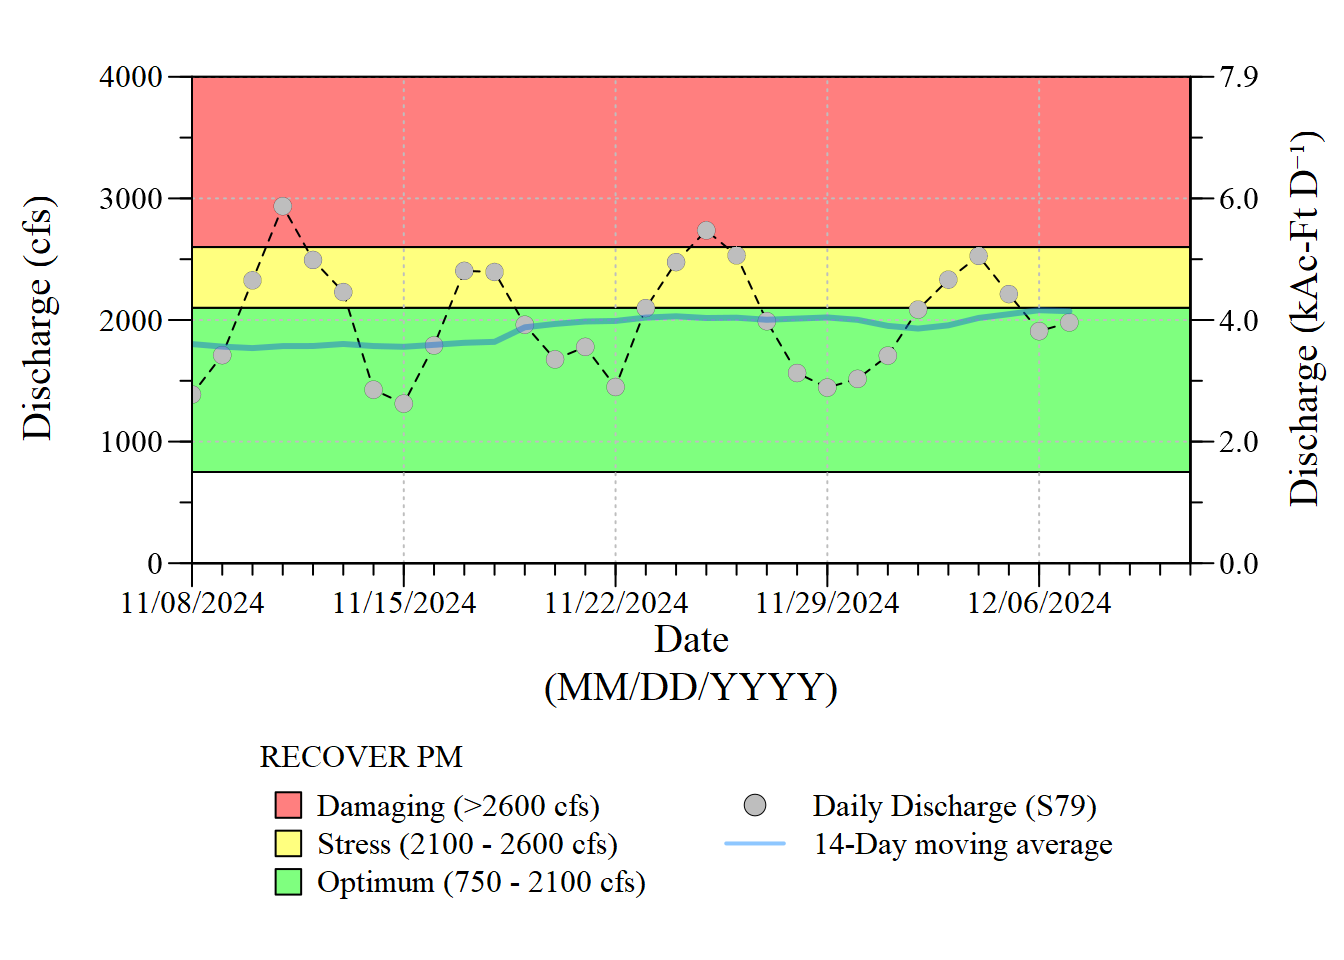 4000
3000
2000
1000
0
Discharge (cfs)
7.9
6.0
4.0
2.0
0.0
Discharge (kAc-Ft D⁻¹)
11/08/2024 11/15/2024 11/22/2024 11/29/2024 12/06/2024
Date
(MM/DD/YYYY)
RECOVER PM
Damaging (>2600 cfs)
Stress (2100 - 2600 cfs)
Optimum (750 - 2100 cfs)
Daily Discharge (S79)
14-Day moving average